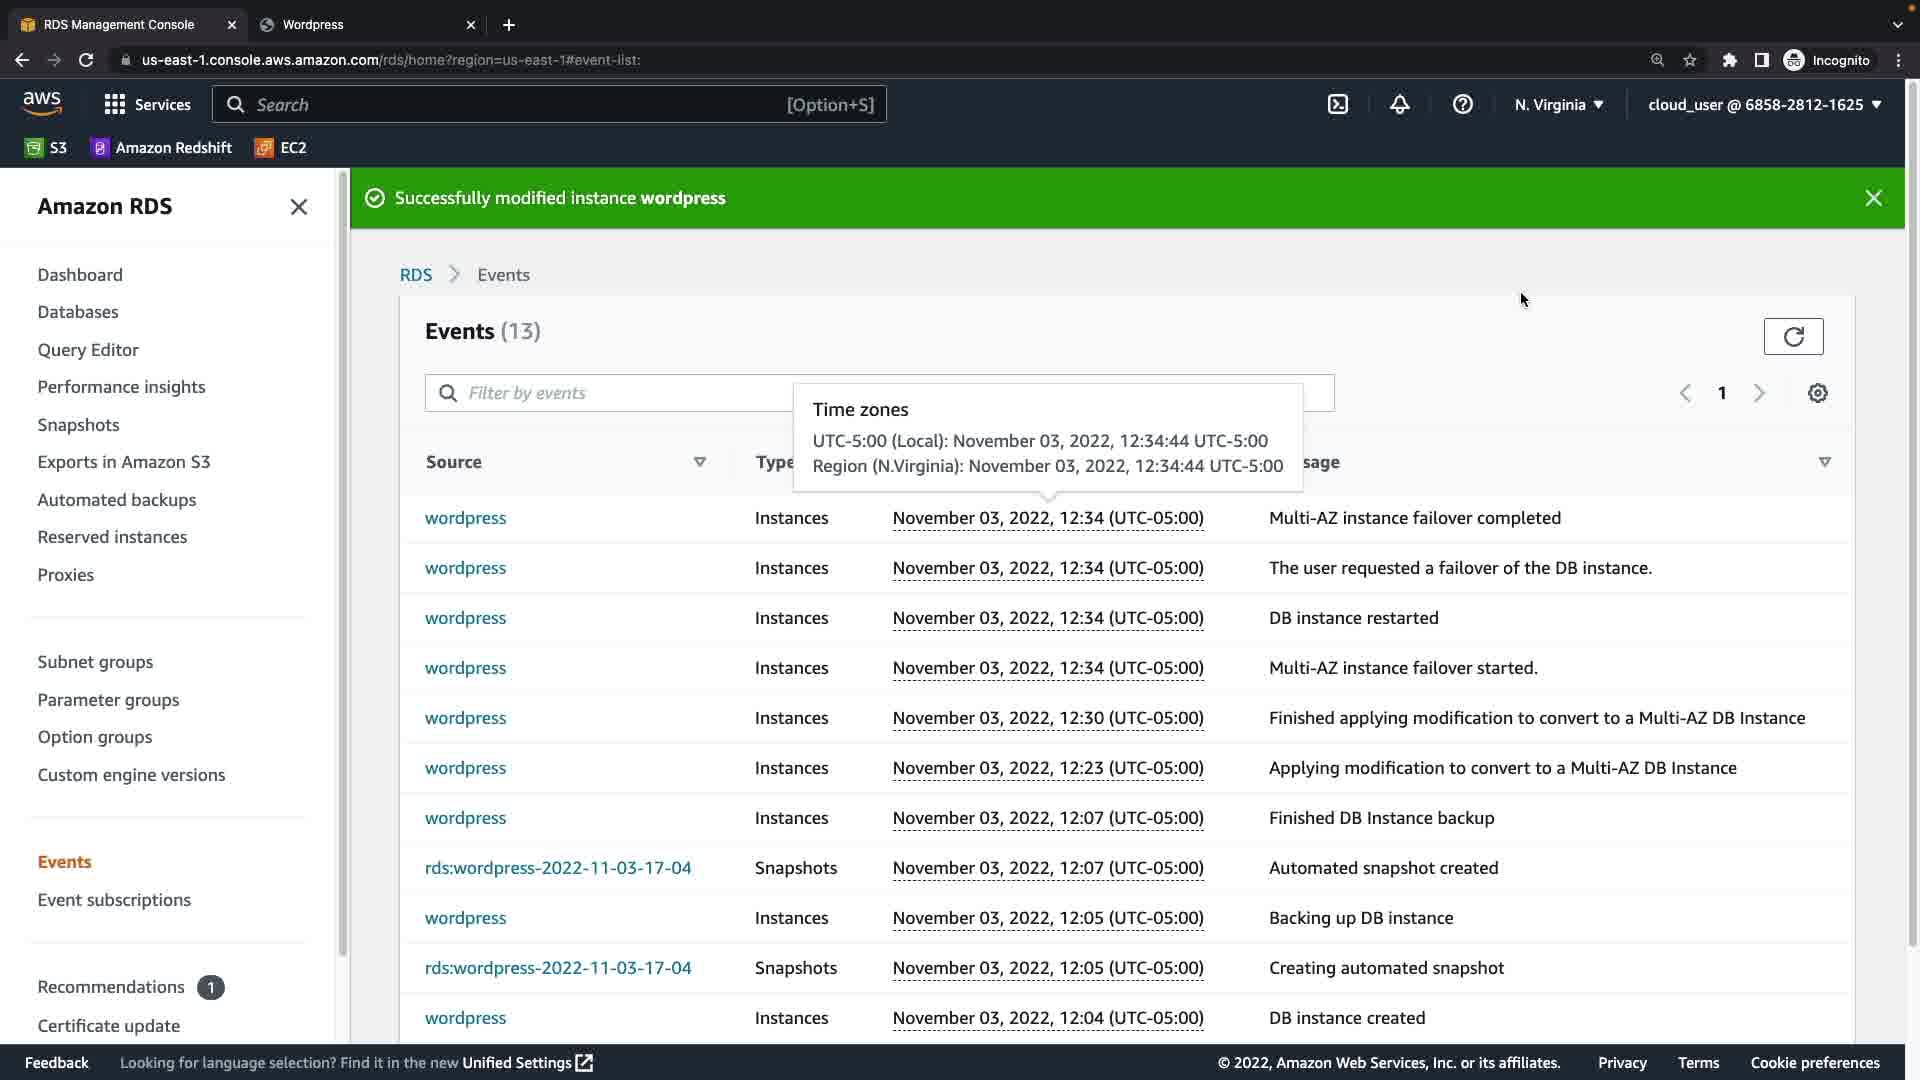 RDS Management Console
Wordpress
us-east-1.console.aws.amazon.com/rds/home?region=us-east-1#event-list:
Incognito
aws
Services
Search
[Option+S]
N. Virginia
cloud_user @ 6858-2812-1625
S3
Amazon Redshift
EC2
Amazon RDS
Dashboard
Databases
Query Editor
Performance insights
Snapshots
Exports in Amazon S3
Automated backups
Reserved instances
Proxies
Subnet groups
Parameter groups
Option groups
Custom engine versions
Events
Event subscriptions
Recommendations 1
Certificate update
Successfully modified instance wordpress
RDS > Events
Events (13)
Filter by events
1
Time zones
UTC-5:00 (Local): November 03, 2022, 12:34:44 UTC-5:00
Region (N.Virginia): November 03, 2022, 12:34:44 UTC-5:00
Source Type sage
wordpress Instances November 03, 2022, 12:34 (UTC-05:00) Multi-AZ instance failover completed
wordpress Instances November 03, 2022, 12:34 (UTC-05:00) The user requested a failover of the DB instance.
wordpress Instances November 03, 2022, 12:34 (UTC-05:00) DB instance restarted
wordpress Instances November 03, 2022, 12:34 (UTC-05:00) Multi-AZ instance failover started.
wordpress Instances November 03, 2022, 12:30 (UTC-05:00) Finished applying modification to convert to a Multi-AZ DB Instance
wordpress Instances November 03, 2022, 12:23 (UTC-05:00) Applying modification to convert to a Multi-AZ DB Instance
wordpress Instances November 03, 2022, 12:07 (UTC-05:00) Finished DB Instance backup
rds:wordpress-2022-11-03-17-04 Snapshots November 03, 2022, 12:07 (UTC-05:00) Automated snapshot created
wordpress Instances November 03, 2022, 12:05 (UTC-05:00) Backing up DB instance
rds:wordpress-2022-11-03-17-04 Snapshots November 03, 2022, 12:05 (UTC-05:00) Creating automated snapshot
wordpress Instances November 03, 2022, 12:04 (UTC-05:00) DB instance created
Feedback
Looking for language selection? Find it in the new Unified Settings
© 2022, Amazon Web Services, Inc. or its affiliates.
Privacy
Terms
Cookie preferences